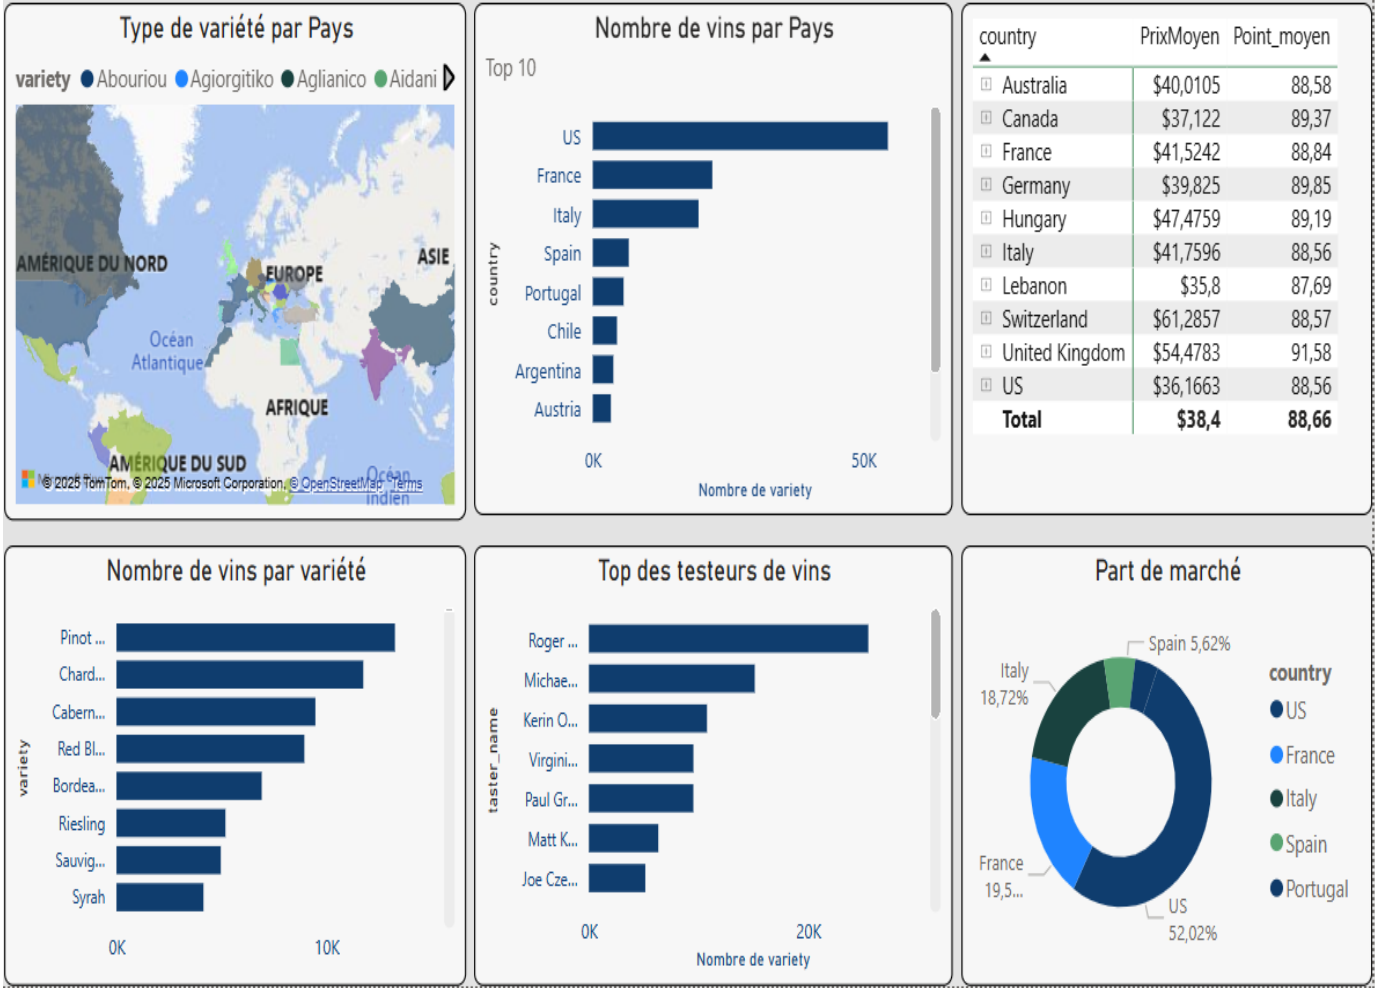 Type de variété par Pays
variety Abouriou Agiorgitiko Aglianico Aidani
AMÉRIQUE DU NORD
EUROPE
ASIE
Océan
Atlantique
AFRIQUE
AMÉRIQUE DU SUD
Océan
Indien
© 2025 TomTom, © 2025 Microsoft Corporation, © OpenStreetMap Terms
Nombre de vins par Pays
Top 10
country
US
France
Italy
Spain
Portugal
Chile
Argentina
Austria
0K 50K
Nombre de variety
country PrixMoyen Point_moyen
Australia $40,0105 88,58
Canada $37,122 89,37
France $41,5242 88,84
Germany $39,825 89,85
Hungary $47,4759 89,19
Italy $41,7596 88,56
Lebanon $35,8 87,69
Switzerland $61,2857 88,57
United Kingdom $54,4783 91,58
US $36,1663 88,56
Total $38,4 88,66
Nombre de vins par variété
variety
Pinot ...
Chard...
Cabern...
Red Bl...
Bordea...
Riesling
Sauvig...
Syrah
0K 10K
Top des testeurs de vins
taster_name
Roger ...
Michae...
Kerin O...
Virgini...
Paul Gr...
Matt K...
Joe Cze...
0K 20K
Nombre de variety
Part de marché
Spain 5,62%
Italy
18,72%
France
19,5...
US
52,02%
country
US
France
Italy
Spain
Portugal